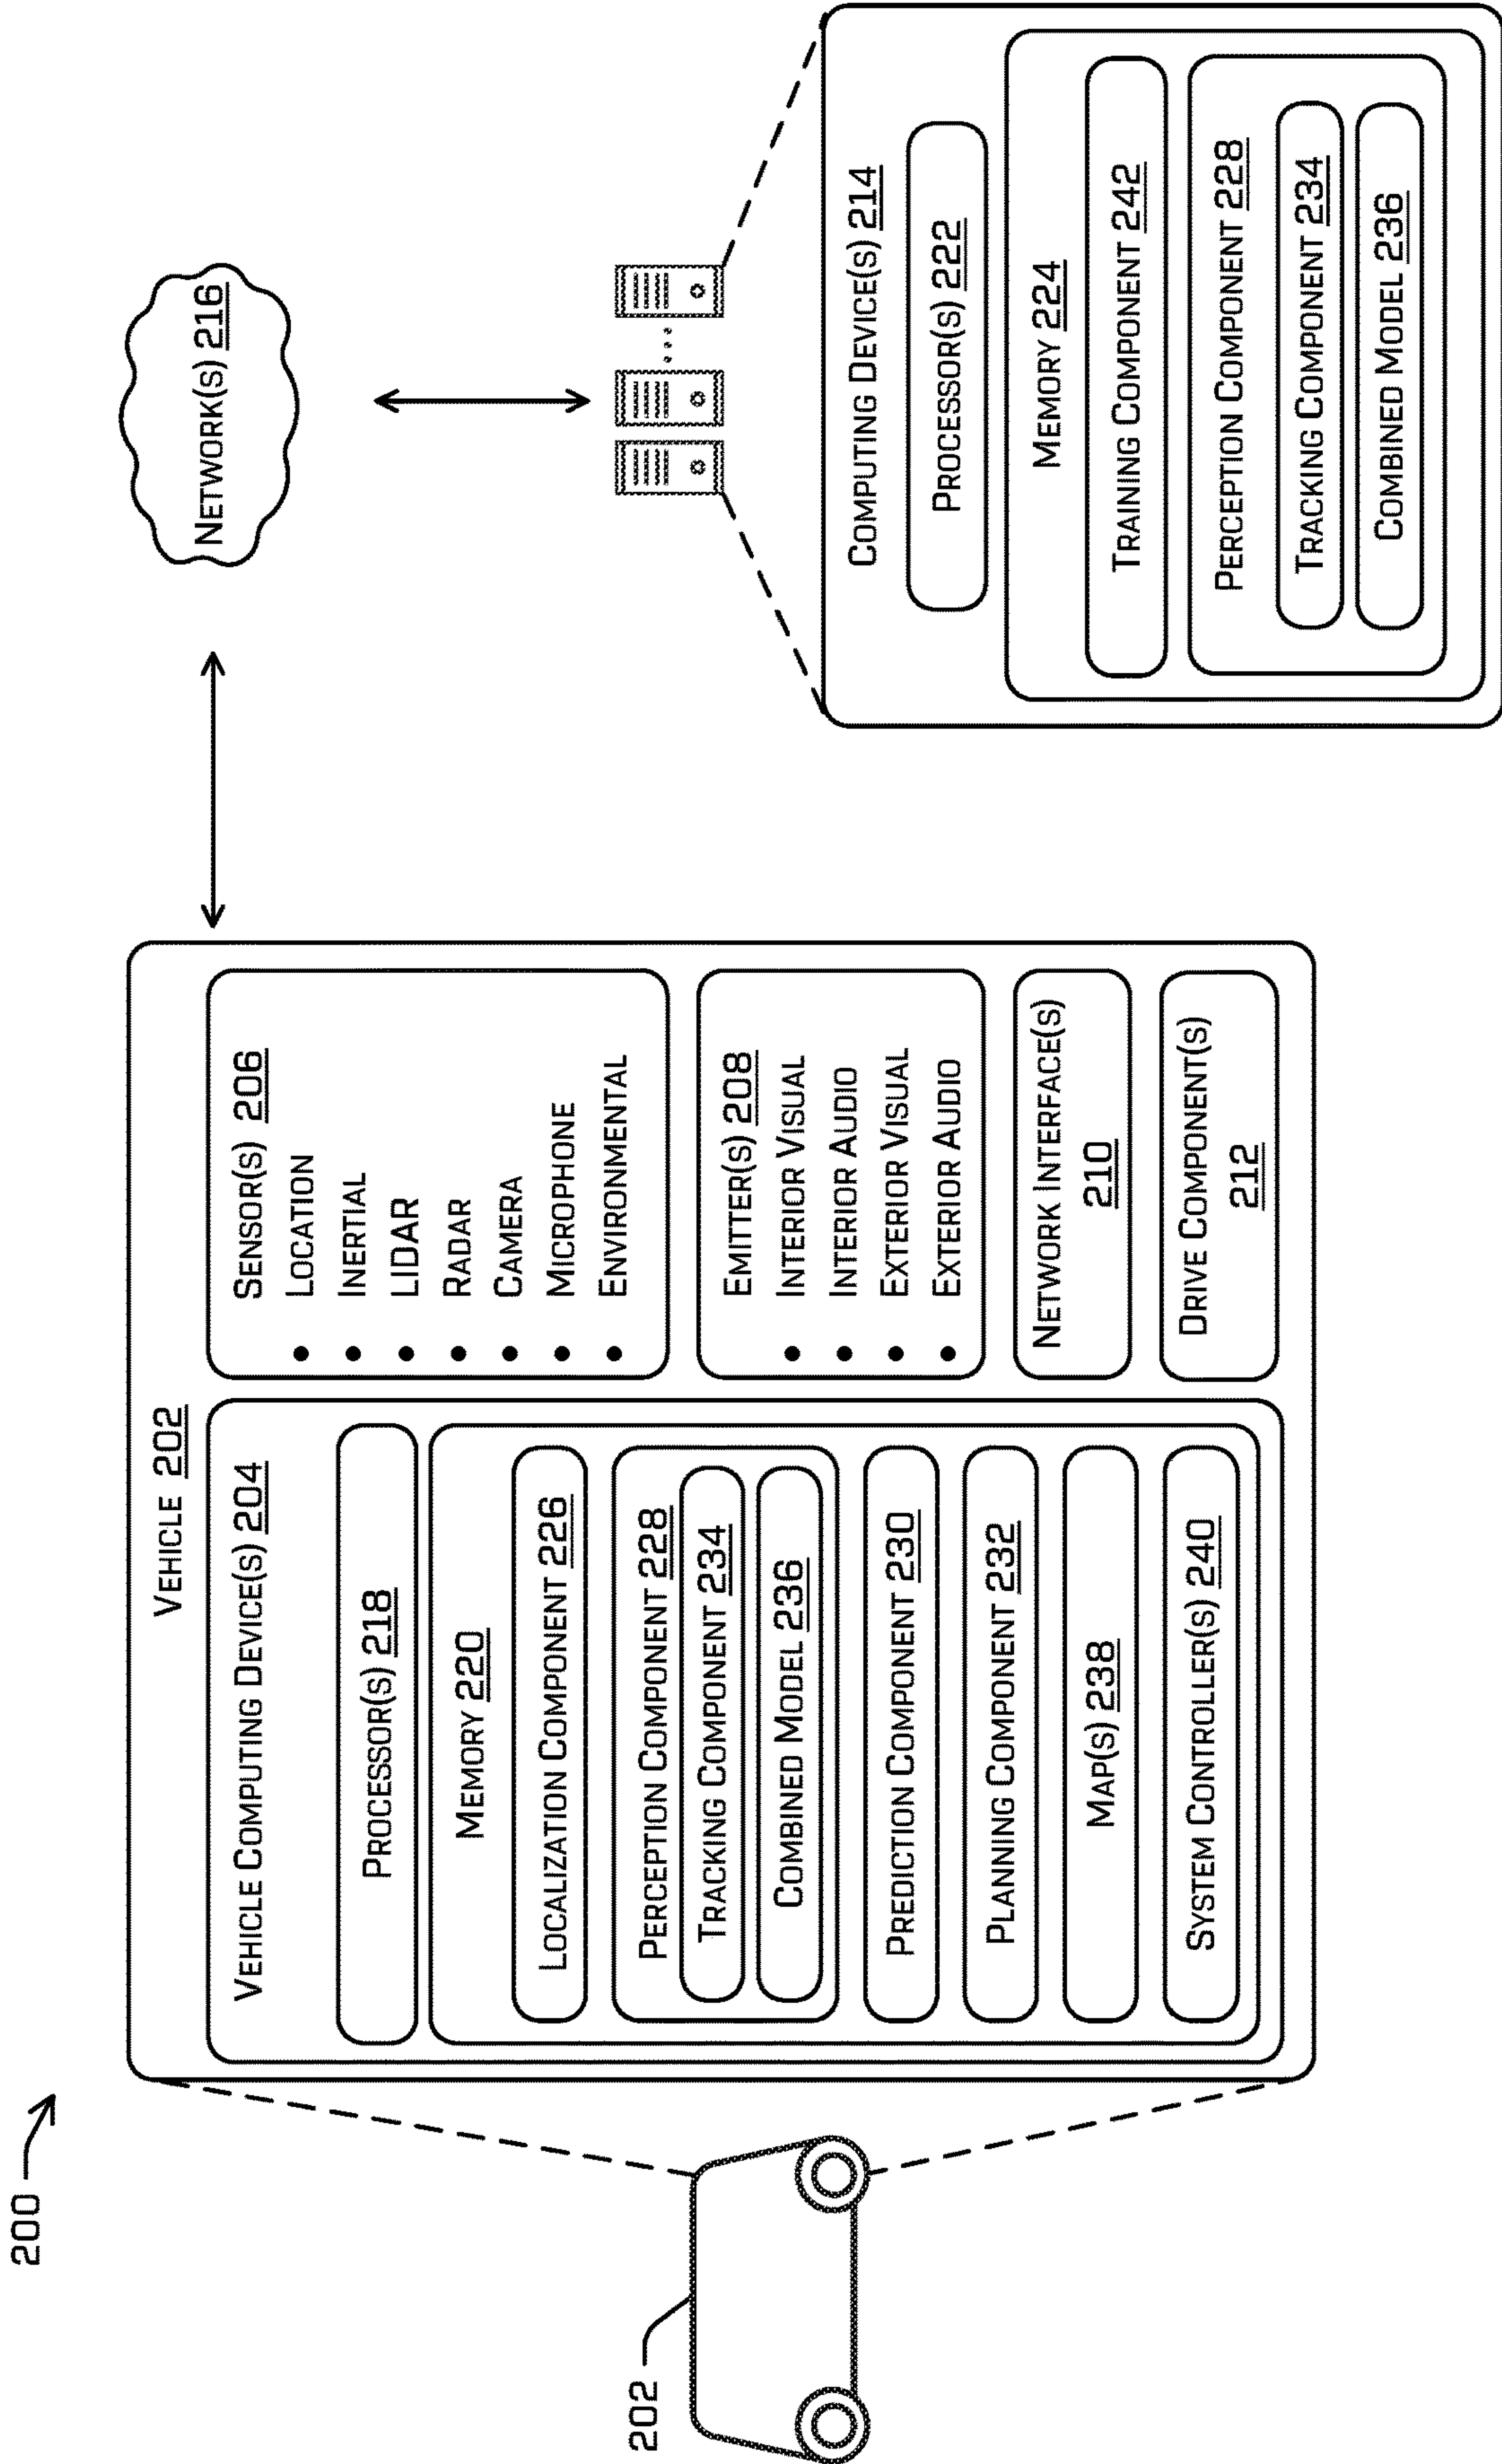 200
202
VEHICLE 202
VEHICLE COMPUTING DEVICE(S) 204
PROCESSOR(S) 218
MEMORY 220
LOCALIZATION COMPONENT 226
PERCEPTION COMPONENT 228
TRACKING COMPONENT 234
COMBINED MODEL 236
PREDICTION COMPONENT 230
PLANNING COMPONENT 232
MAP(S) 238
SYSTEM CONTROLLER(S) 240
SENSOR(S) 206
• LOCATION
• INERTIAL
• LIDAR
• RADAR
• CAMERA
• MICROPHONE
• ENVIRONMENTAL
EMITTER(S) 208
• INTERIOR VISUAL
• INTERIOR AUDIO
• EXTERIOR VISUAL
• EXTERIOR AUDIO
NETWORK INTERFACE(S)
210
DRIVE COMPONENT(S)
212
NETWORK(S) 216
COMPUTING DEVICE(S) 214
PROCESSOR(S) 222
MEMORY 224
TRAINING COMPONENT 242
PERCEPTION COMPONENT 228
TRACKING COMPONENT 234
COMBINED MODEL 236